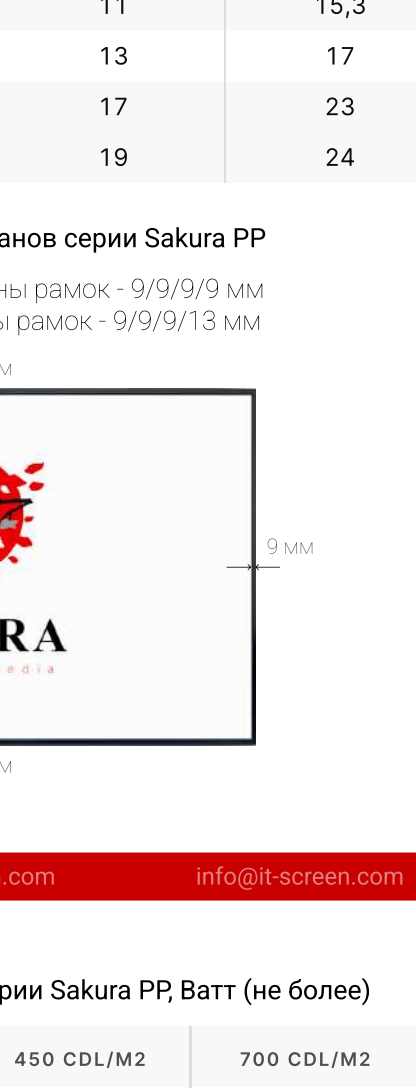 11 15,3
13 17
17 23
19 24
анов серии Sakura PP
ны рамок - 9/9/9/9 мм
ы рамок - 9/9/9/13 мм
м
9 мм
RA
edia
м
.com info@it-screen.com
рии Sakura PP, Ватт (не более)
450 CDL/M2 700 CDL/M2